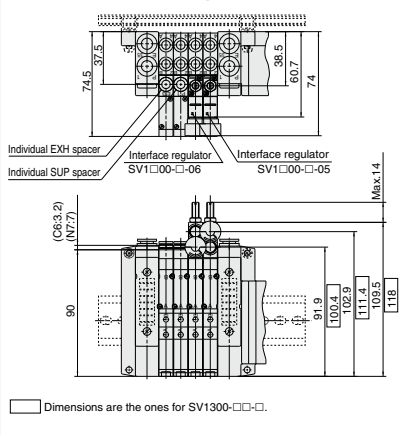 74.5
37.5
38.5
60.7
74
Individual EXH spacer
Individual SUP spacer
Interface regulator
SV1□00-□-06
Interface regulator
SV1□00-□-05
Max.14
(C6:3.2)
(N7:7)
90
91.9
100.4
102.9
111.4
109.5
118
Dimensions are the ones for SV1300-□□-□.